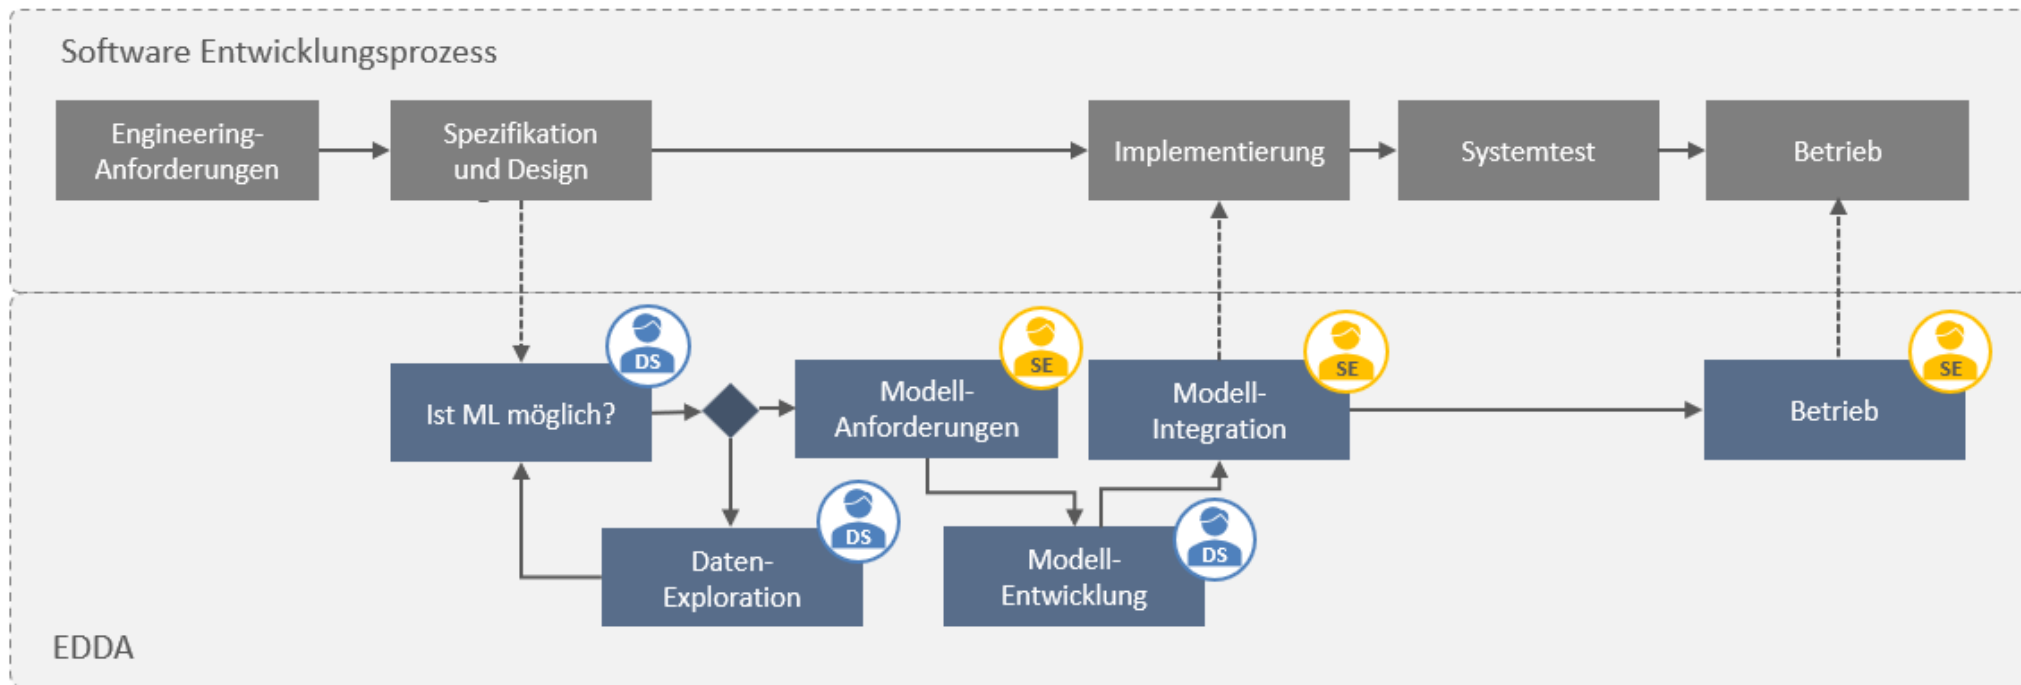 Software Entwicklungsprozess
Engineering-
Anforderungen
Spezifikation
und Design
Implementierung
Systemtest
Betrieb
DS
Ist ML möglich?
SE
Modell-
Anforderungen
SE
Modell-
Integration
SE
Betrieb
DS
Daten-
Exploration
DS
Modell-
Entwicklung
EDDA